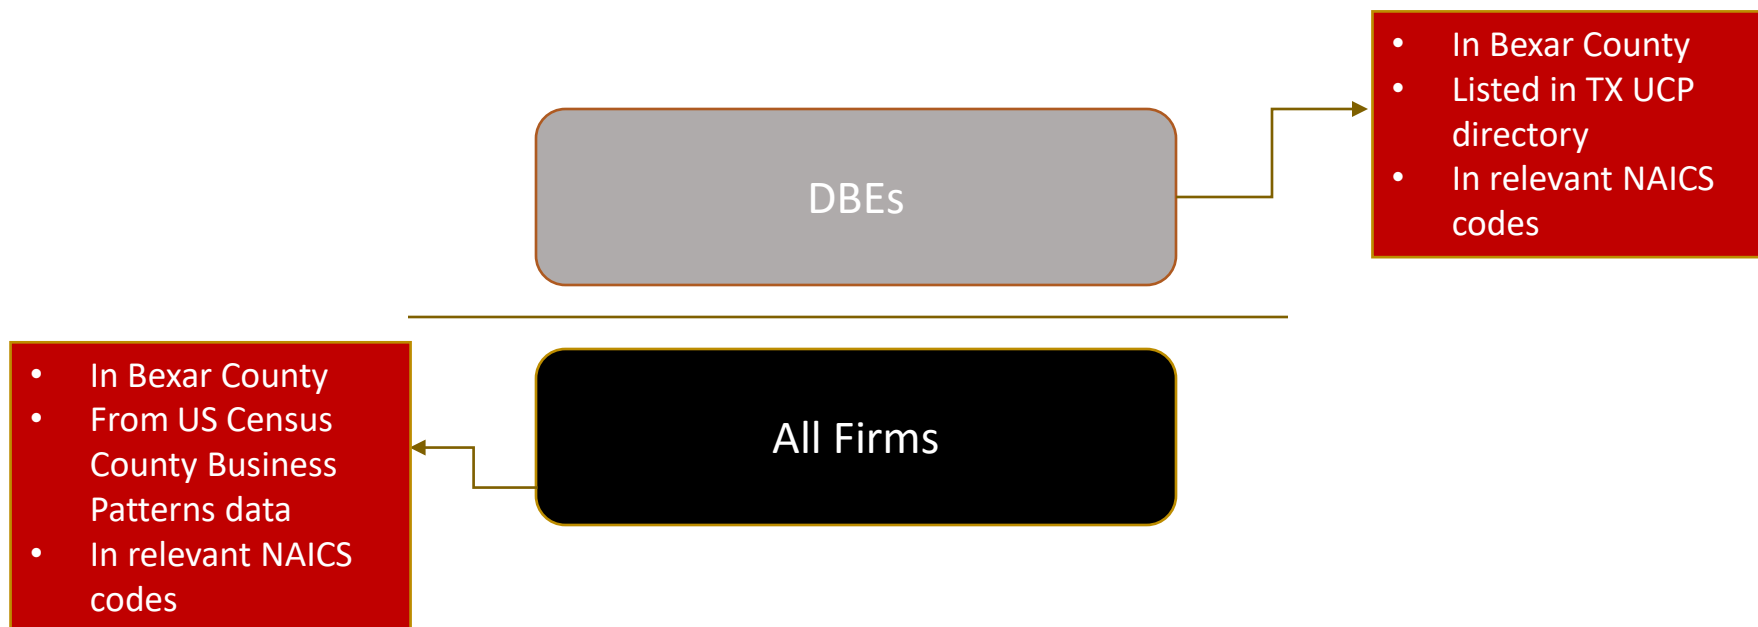 • In Bexar County
• Listed in TX UCP
directory
• In relevant NAICS
codes
DBEs
All Firms
• In Bexar County
• From US Census
County Business
Patterns data
• In relevant NAICS
codes